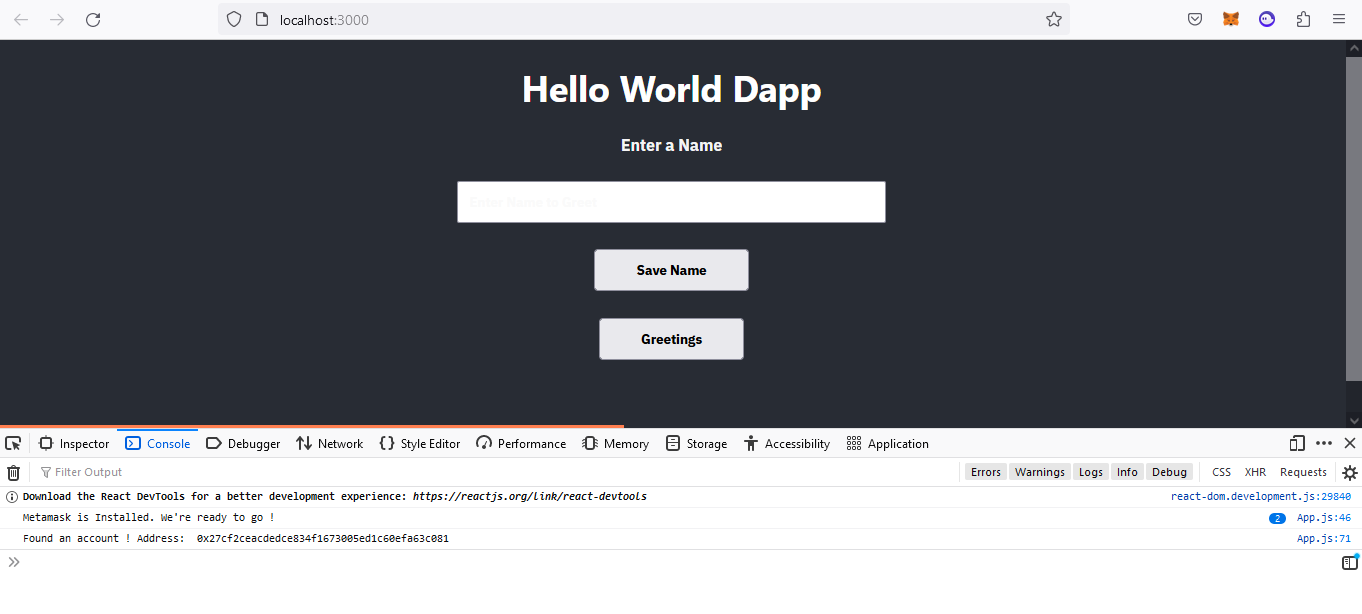 localhost:3000
Hello World Dapp
Enter a Name
Enter Name to Greet
Save Name
Greetings
Inspector Console Debugger Network Style Editor Performance Memory Storage Accessibility Application
Filter Output Errors Warnings Logs Info Debug CSS XHR Requests
Download the React DevTools for a better development experience: https://reactjs.org/link/react-devtools react-dom.development.js:29840
Metamask is Installed. We're ready to go ! 2 App.js:46
Found an account ! Address: 0x27cf2ceacdedce834f1673005ed1c60efa63c081 App.js:71